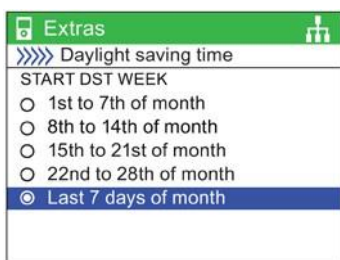 Extras
Daylight saving time
START DST WEEK
1st to 7th of month
8th to 14th of month
15th to 21st of month
22nd to 28th of month
Last 7 days of month